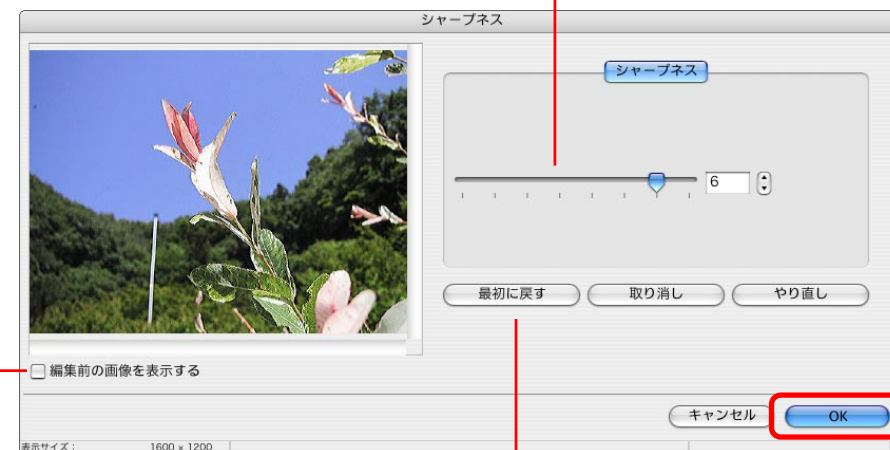 シャープネス
シャープネス
6
最初に戻す
取り消し
やり直し
編集前の画像を表示する
キャンセル
OK
表示サイズ：
1600 x 1200